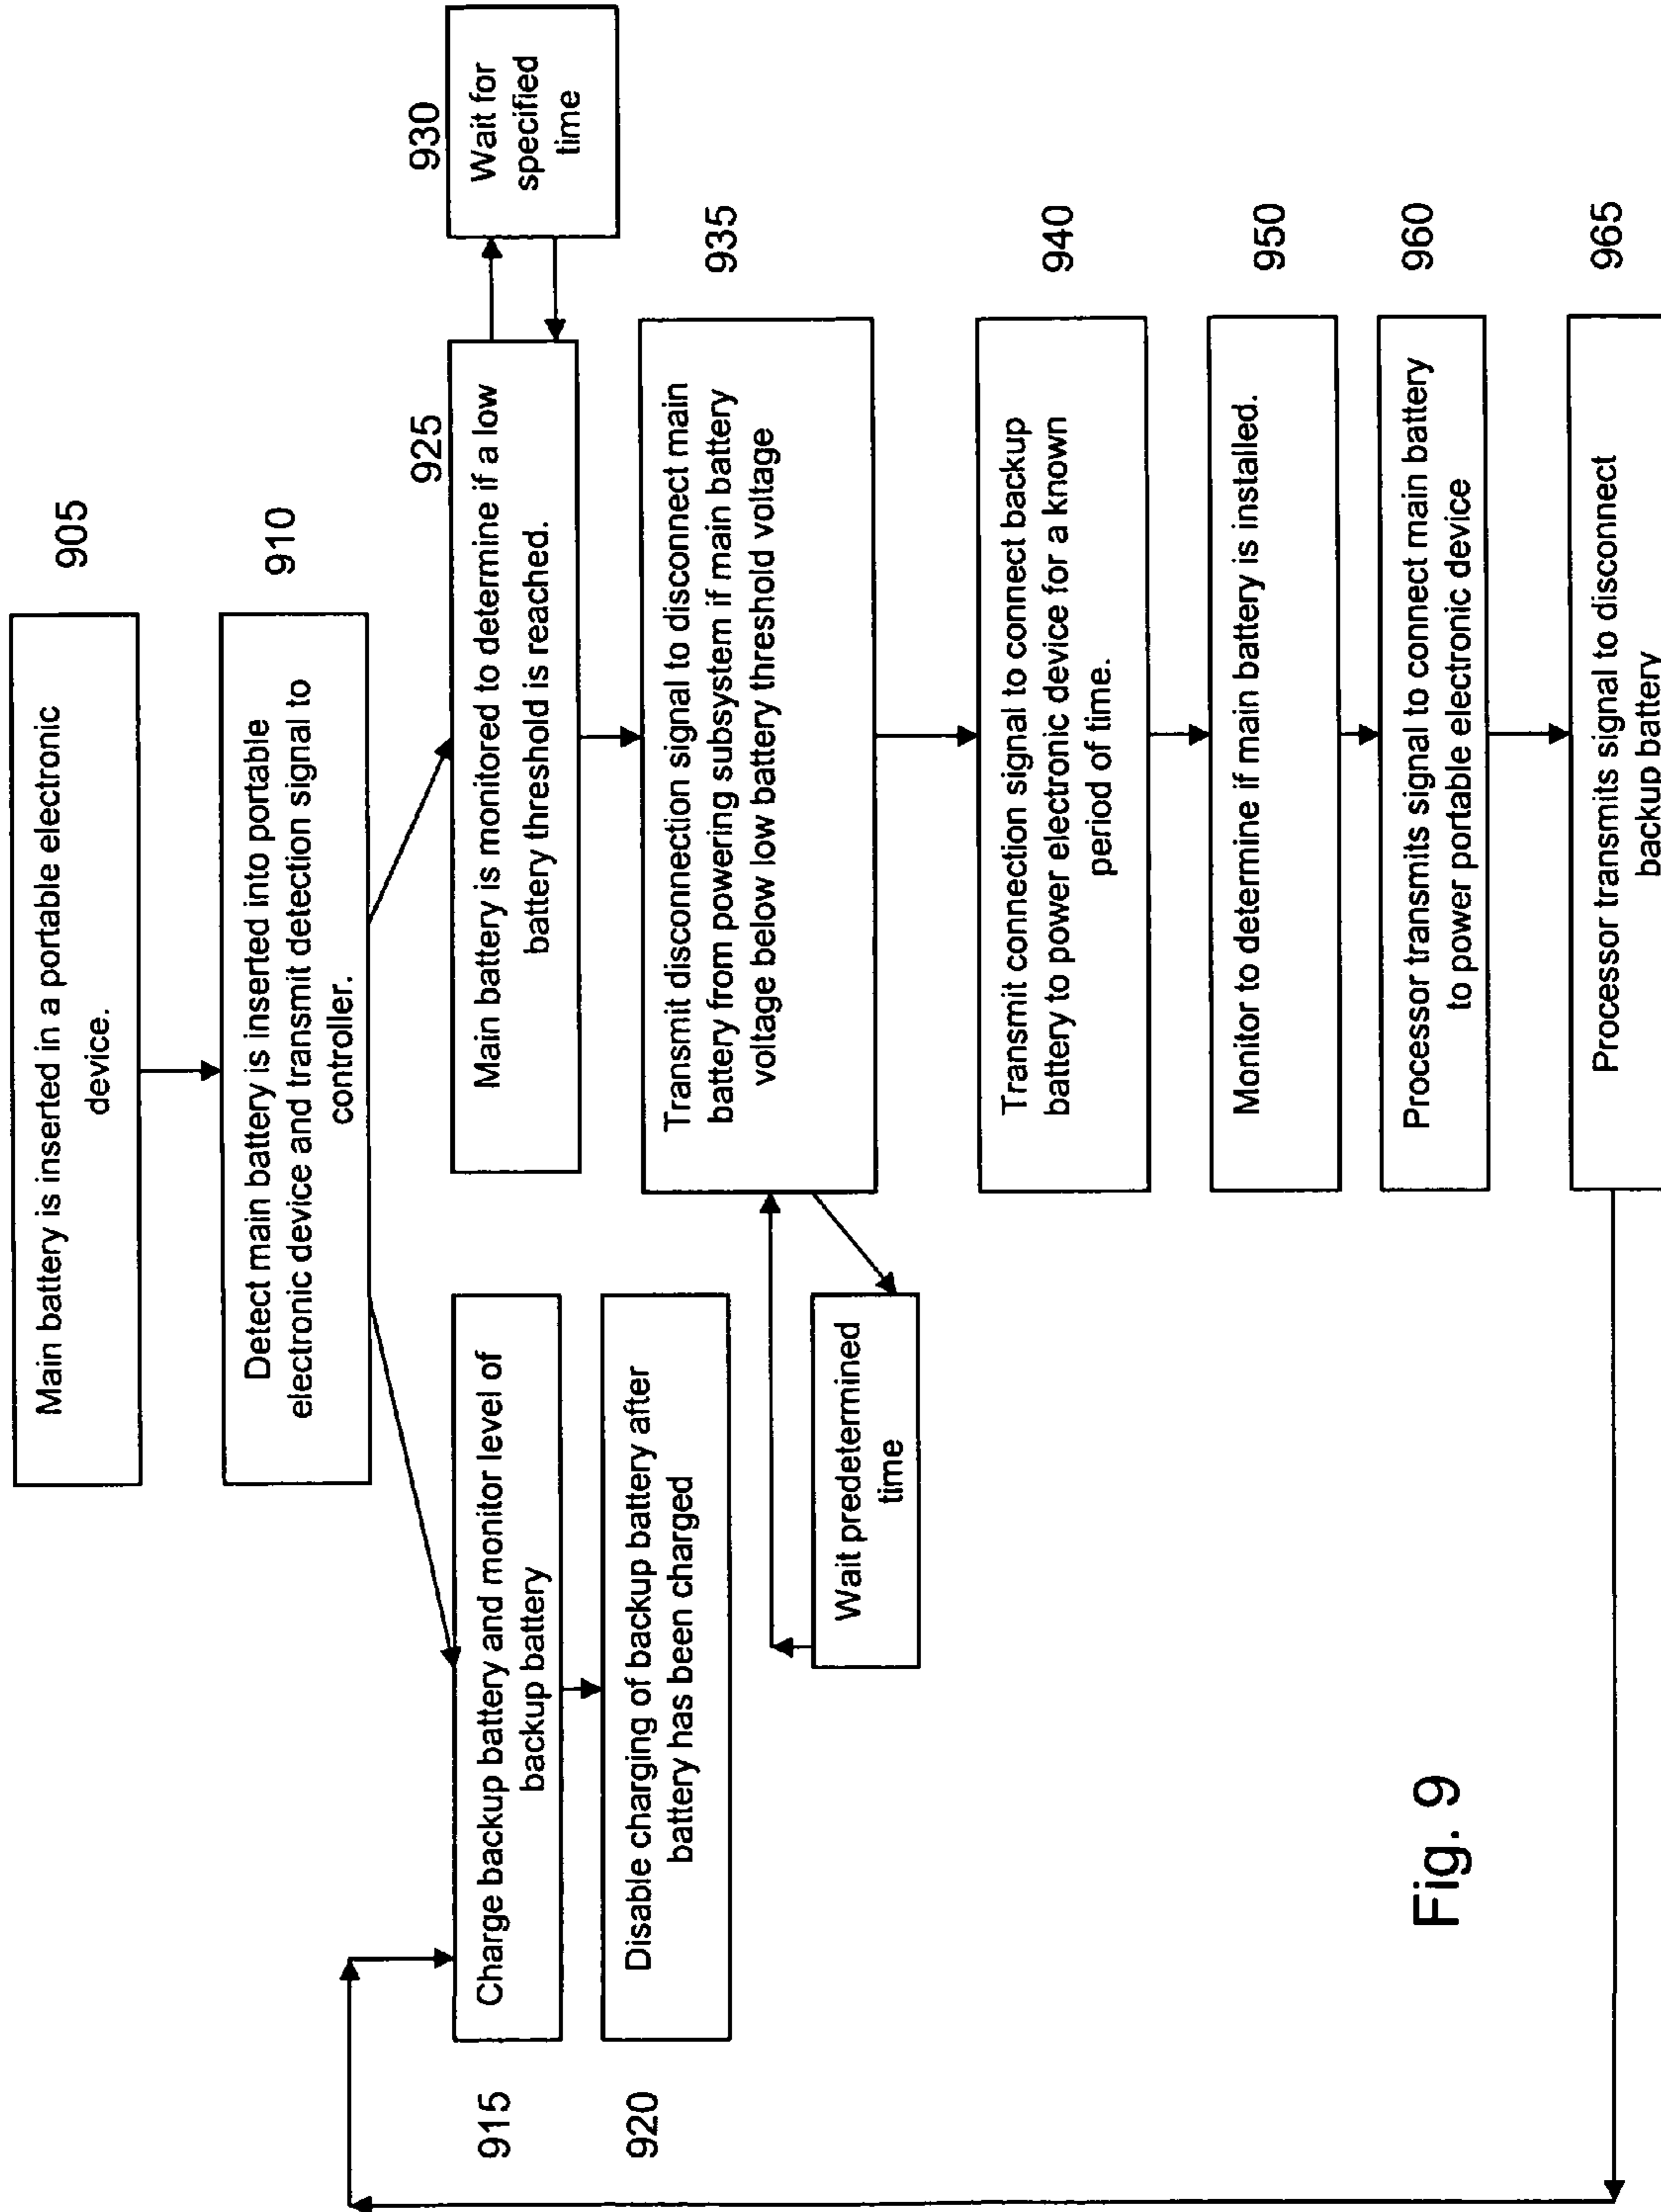 Main battery is inserted in a portable electronic
device.
905
Detect main battery is inserted into portable
electronic device and transmit detection signal to
controller.
910
915
Charge backup battery and monitor level of
backup battery
920
Disable charging of backup battery after
battery has been charged
925
Main battery is monitored to determine if a low
battery threshold is reached.
930
Wait for
specified
time
Transmit disconnection signal to disconnect main
battery from powering subsystem if main battery
voltage below low battery threshold voltage
935
Wait predetermined
time
Transmit connection signal to connect backup
battery to power electronic device for a known
period of time.
940
Monitor to determine if main battery is installed.
950
Processor transmits signal to connect main battery
to power portable electronic device
960
Processor transmits signal to disconnect
backup battery
965
Fig. 9